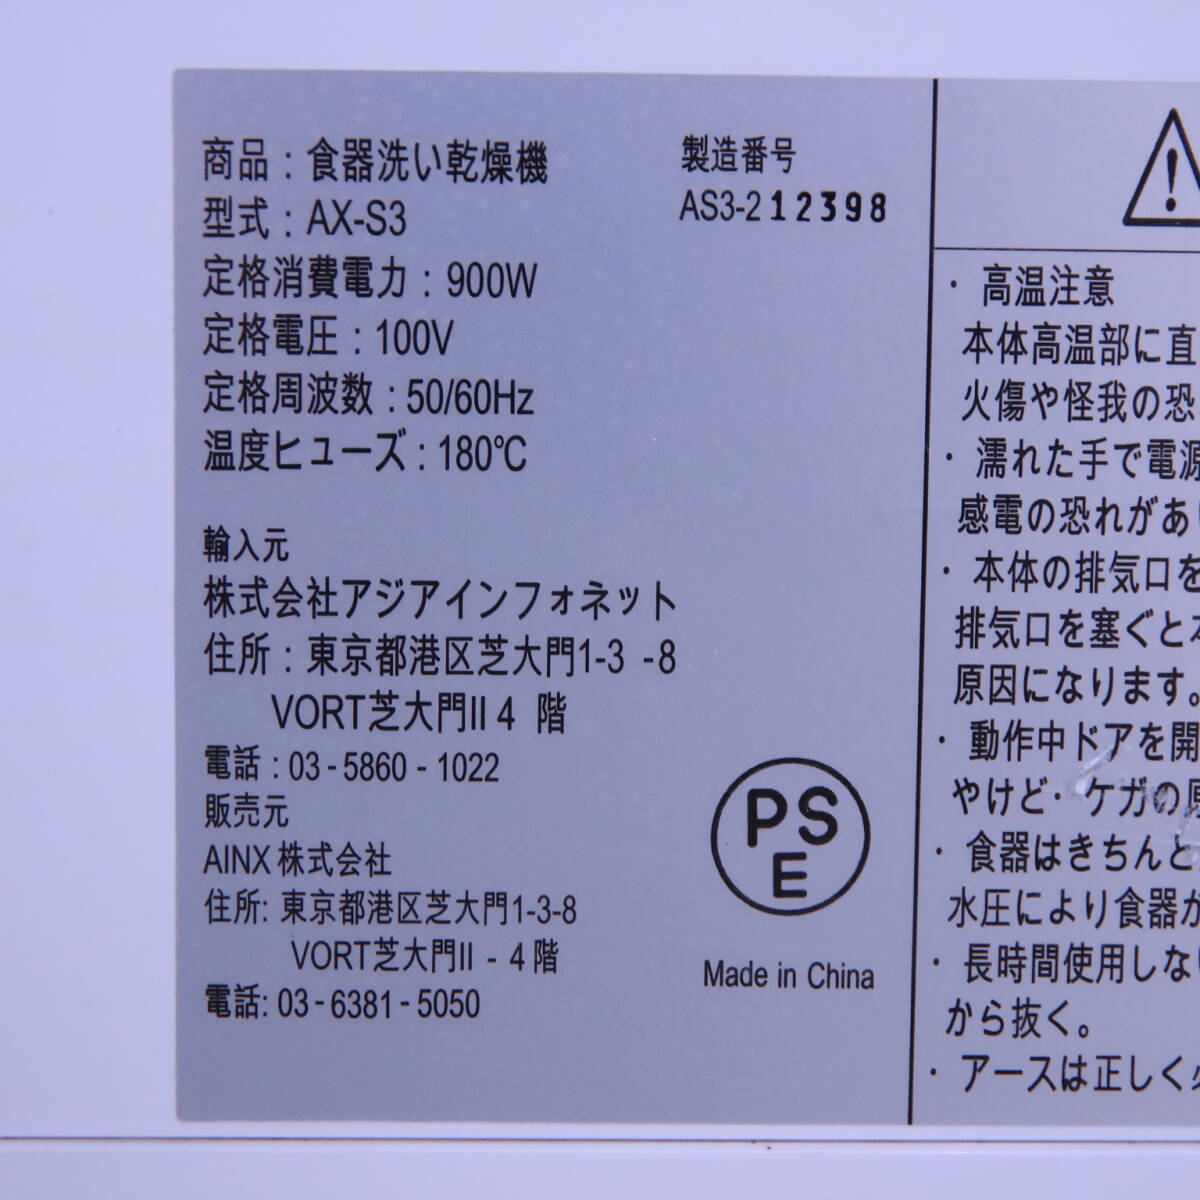 商品：食器洗い乾燥機
型式：AX-S3
定格消費電力：900W
定格電圧：100V
定格周波数：50/60Hz
温度ヒューズ：180℃
製造番号
AS3-212398
輸入元
株式会社アジアインフォネット
住所：東京都港区芝大門1-3 -8
VORT芝大門II 4 階
電話：03-5860-1022
販売元
AINX 株式会社
住所: 東京都港区芝大門1-3-8
VORT芝大門II - 4 階
電話: 03-6381-5050
PS
E
Made in China
・高温注意
本体高温部に直
火傷や怪我の恐
・濡れた手で電源
感電の恐れがあ
・本体の排気口を
排気口を塞ぐと
原因になります。
・動作中ドアを開
やけど・ケガの
・食器はきちんと
水圧により食器が
・長時間使用しない
から抜く。
・アースは正しく